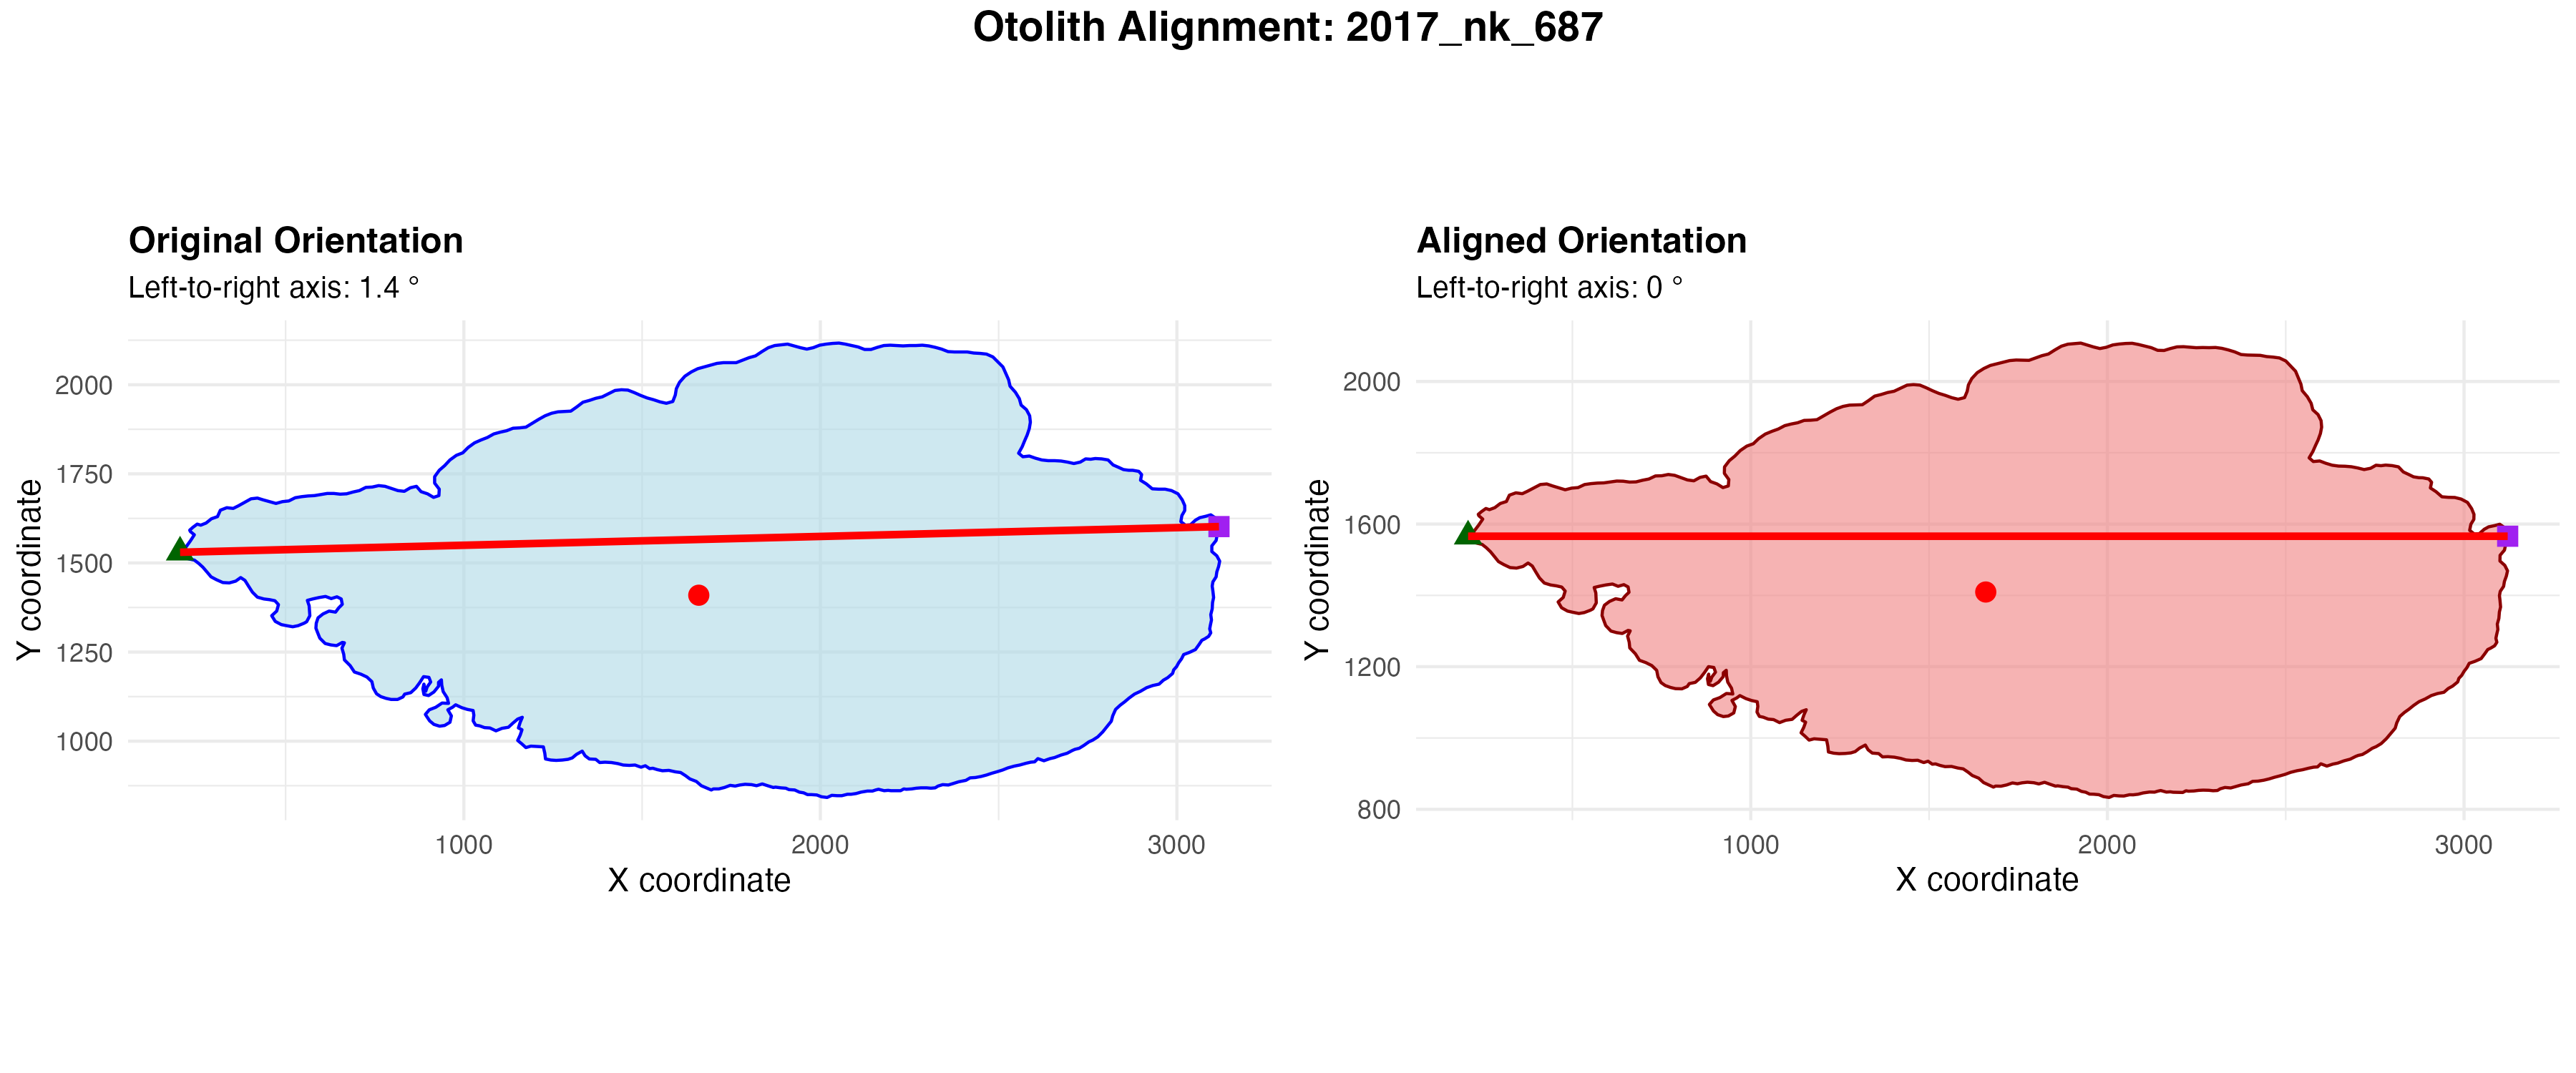 Otolith Alignment: 2017_nk_687
Original Orientation
Left-to-right axis: 1.4 °
Y coordinate
2000
1750
1500
1250
1000
1000
2000
3000
X coordinate
Aligned Orientation
Left-to-right axis: 0 °
Y coordinate
2000
1600
1200
800
1000
2000
3000
X coordinate